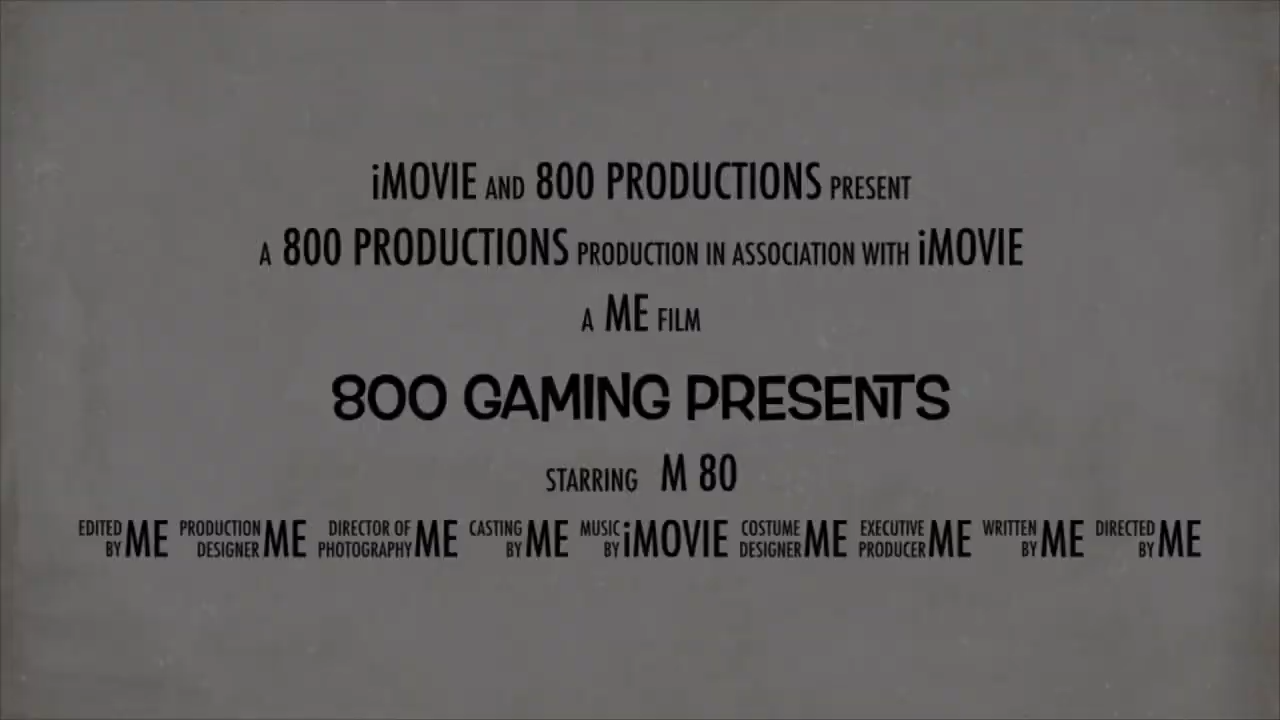 iMOVIE AND 800 PRODUCTIONS PRESENT
A 800 PRODUCTIONS PRODUCTION IN ASSOCIATION WITH iMOVIE
A ME FILM
800 GAMING PRESENTS
STARRING M 80
EDITED BY ME PRODUCTION DESIGNER ME DIRECTOR OF PHOTOGRAPHY ME CASTING BY ME MUSIC BY iMOVIE COSTUME DESIGNER ME EXECUTIVE PRODUCER ME WRITTEN BY ME DIRECTED BY ME